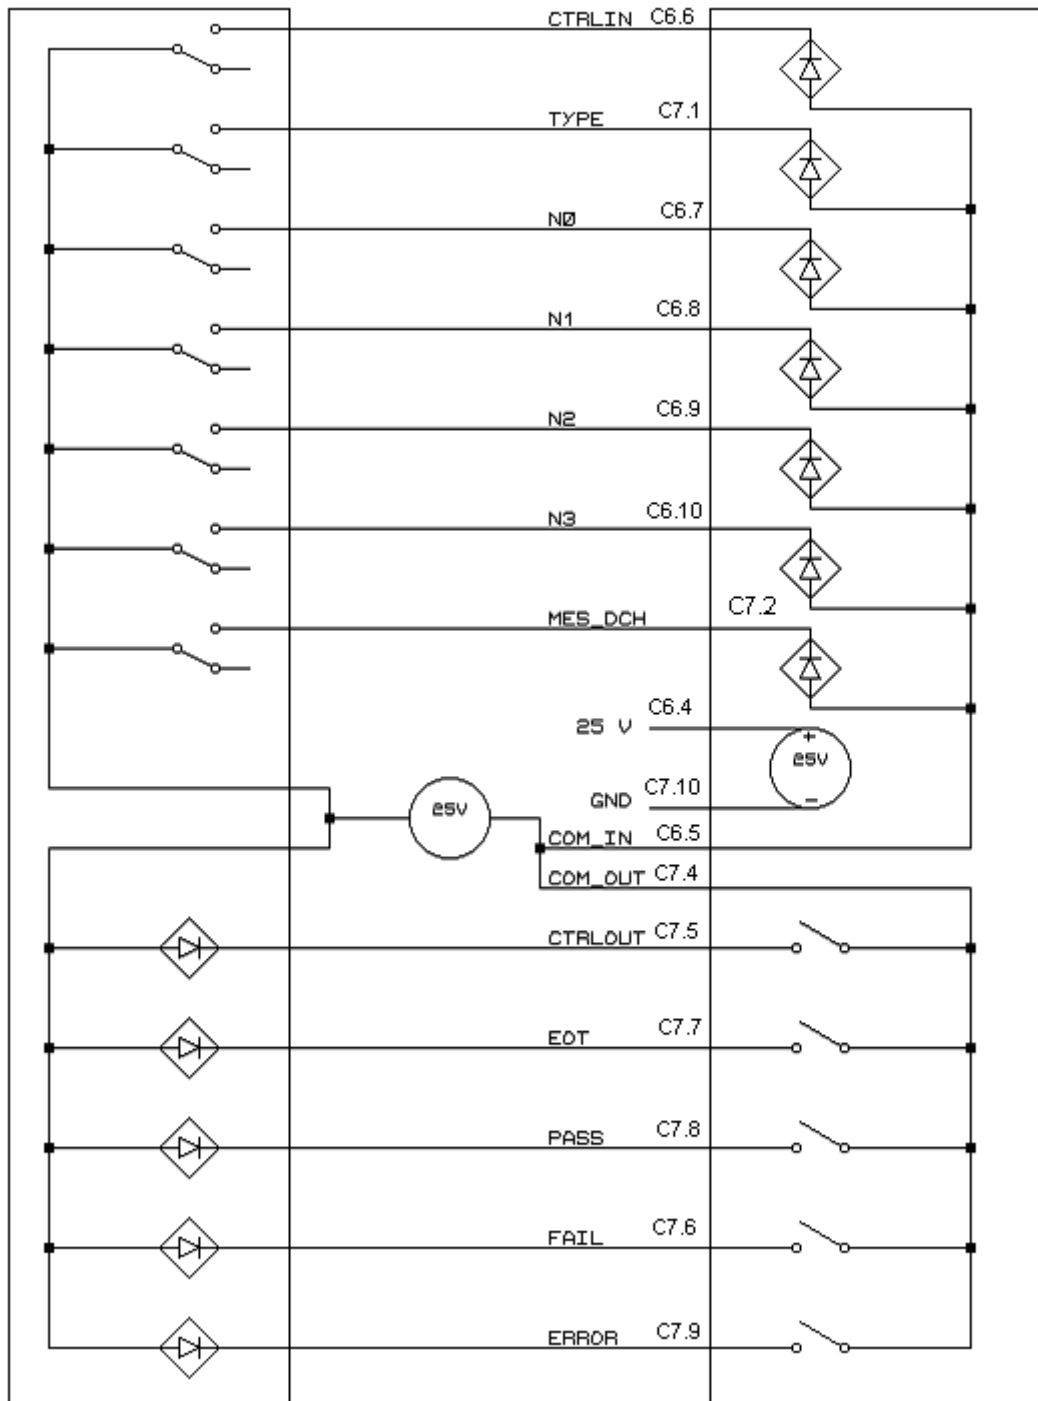 CTRLIN C6.6
TYPE C7.1
N0 C6.7
N1 C6.8
N2 C6.9
N3 C6.10
MES_DCH C7.2
25 V C6.4
+
25V
-
GND C7.10
25V
COM_IN C6.5
COM_OUT C7.4
CTRLOUT C7.5
EOT C7.7
PASS C7.8
FAIL C7.6
ERROR C7.9